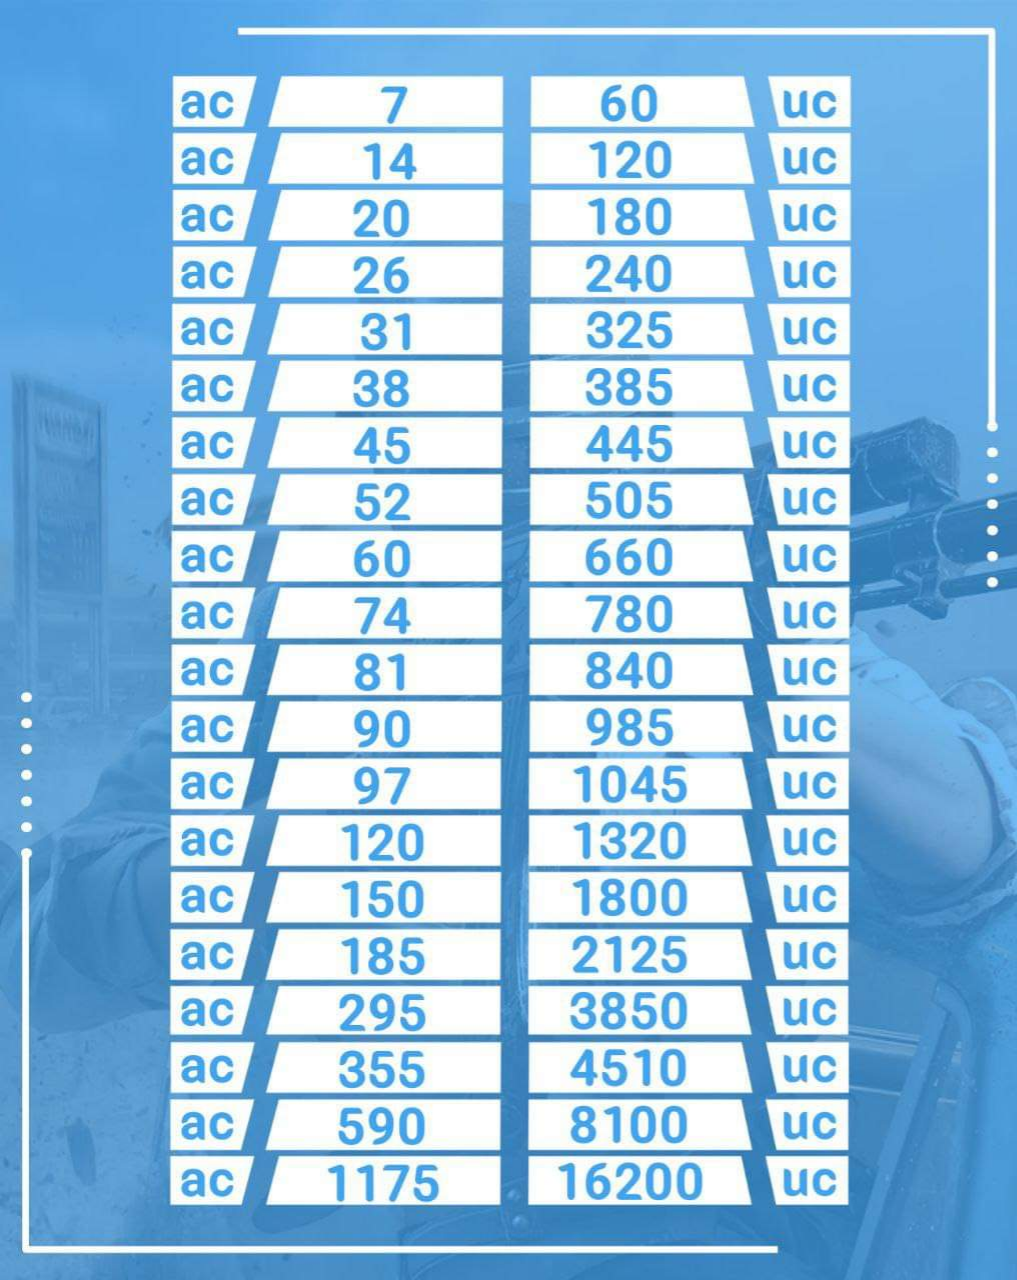 ac 7 60 uc
ac 14 120 uc
ac 20 180 uc
ac 26 240 uc
ac 31 325 uc
ac 38 385 uc
ac 45 445 uc
ac 52 505 uc
ac 60 660 uc
ac 74 780 uc
ac 81 840 uc
ac 90 985 uc
ac 97 1045 uc
ac 120 1320 uc
ac 150 1800 uc
ac 185 2125 uc
ac 295 3850 uc
ac 355 4510 uc
ac 590 8100 uc
ac 1175 16200 uc